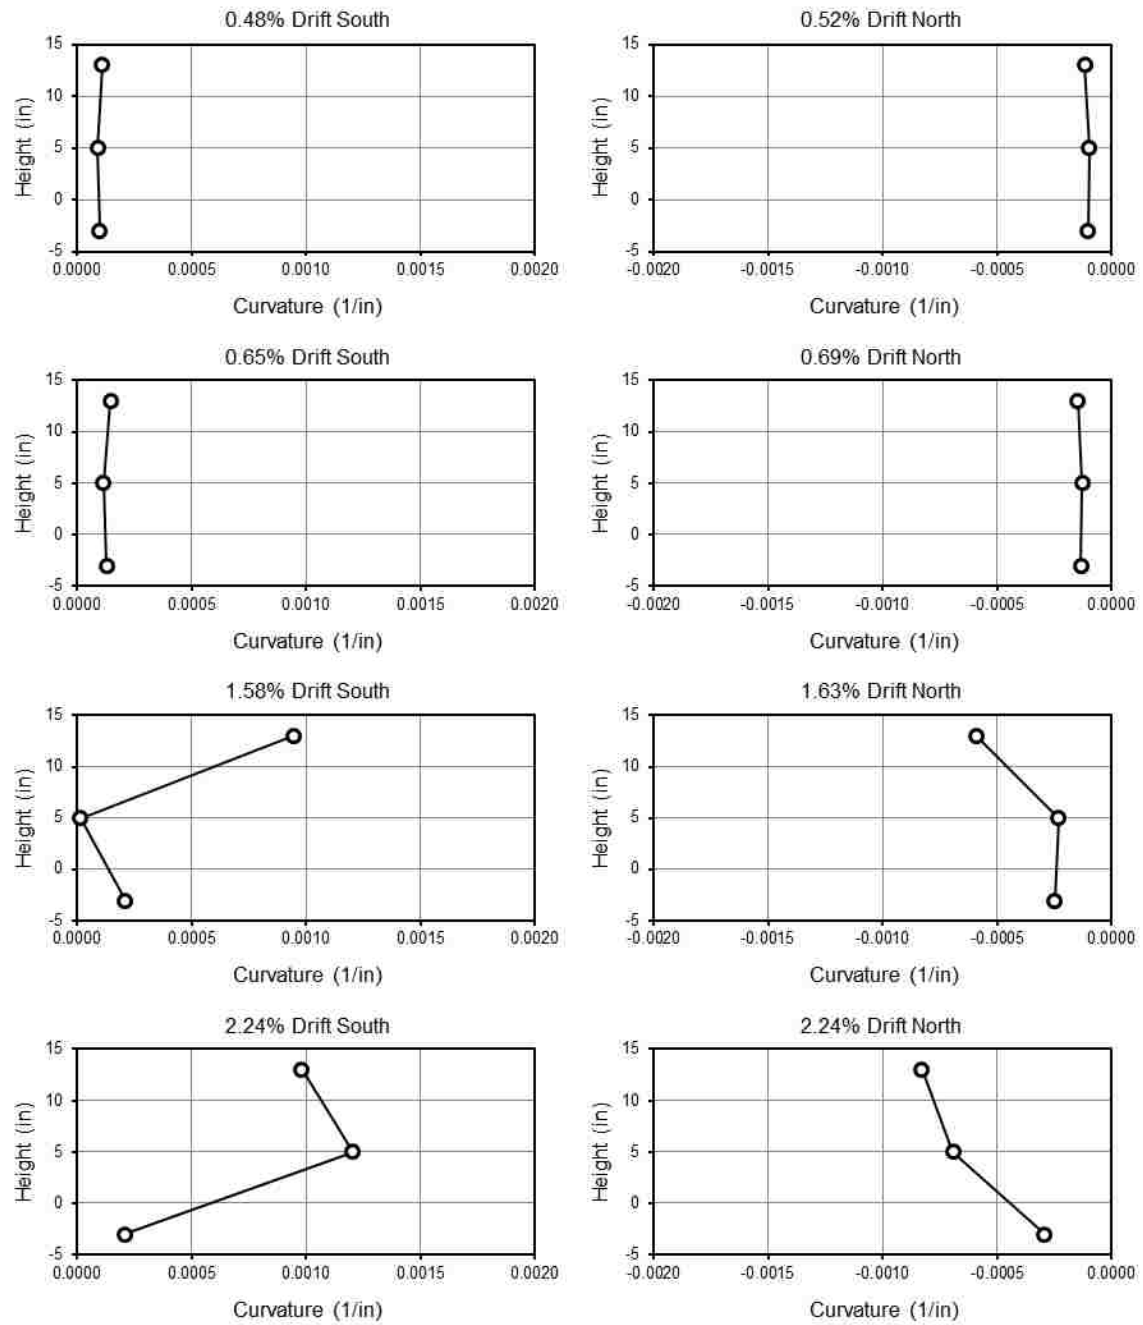 0.48% Drift South
15
10
5
0
-5
Height (in)
0.0000 0.0005 0.0010 0.0015 0.0020
Curvature (1/in)
0.52% Drift North
15
10
5
0
-5
Height (in)
-0.0020 -0.0015 -0.0010 -0.0005 0.0000
Curvature (1/in)
0.65% Drift South
15
10
5
0
-5
Height (in)
0.0000 0.0005 0.0010 0.0015 0.0020
Curvature (1/in)
0.69% Drift North
15
10
5
0
-5
Height (in)
-0.0020 -0.0015 -0.0010 -0.0005 0.0000
Curvature (1/in)
1.58% Drift South
15
10
5
0
-5
Height (in)
0.0000 0.0005 0.0010 0.0015 0.0020
Curvature (1/in)
1.63% Drift North
15
10
5
0
-5
Height (in)
-0.0020 -0.0015 -0.0010 -0.0005 0.0000
Curvature (1/in)
2.24% Drift South
15
10
5
0
-5
Height (in)
0.0000 0.0005 0.0010 0.0015 0.0020
Curvature (1/in)
2.24% Drift North
15
10
5
0
-5
Height (in)
-0.0020 -0.0015 -0.0010 -0.0005 0.0000
Curvature (1/in)